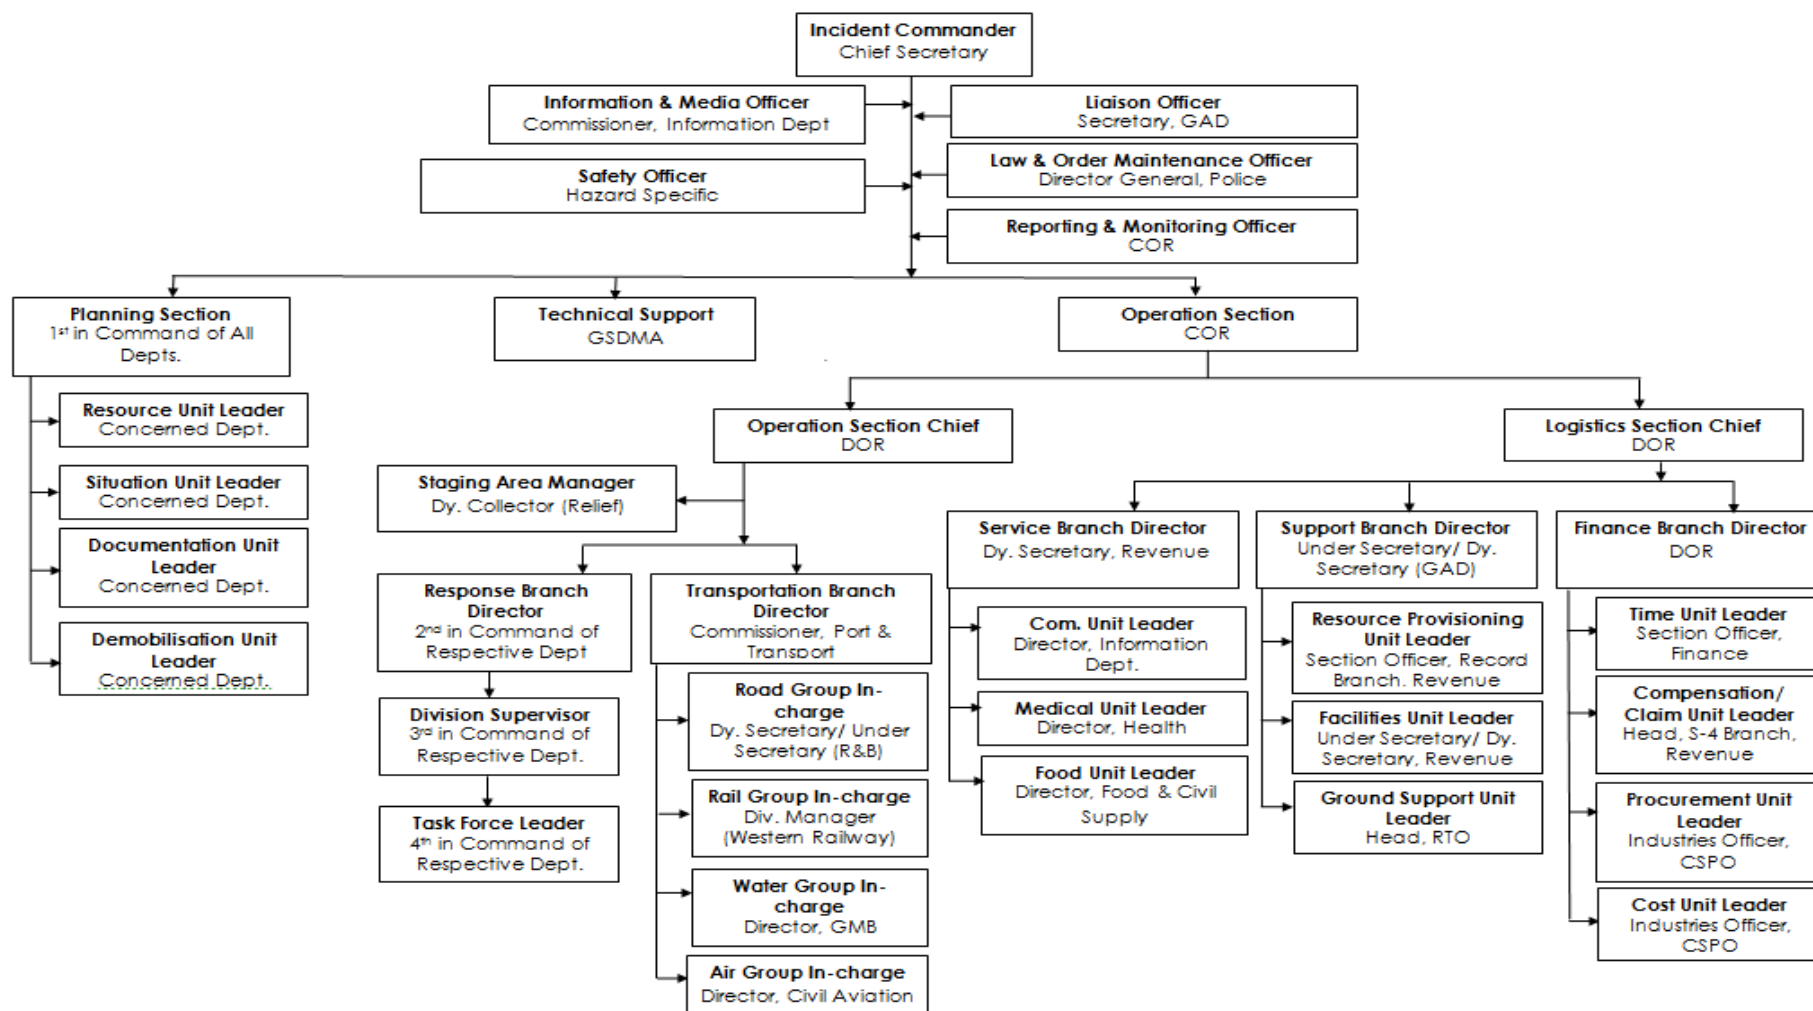 Incident Commander
Chief Secretary
Information & Media Officer
Commissioner, Information Dept
Liaison Officer
Secretary, GAD
Safety Officer
Hazard Specific
Law & Order Maintenance Officer
Director General, Police
Reporting & Monitoring Officer
COR
Planning Section
1st in Command of All
Depts.
Technical Support
GSDMA
Operation Section
COR
Resource Unit Leader
Concerned Dept.
Situation Unit Leader
Concerned Dept.
Documentation Unit
Leader
Concerned Dept.
Demobilisation Unit
Leader
Concerned Dept.
Operation Section Chief
DOR
Logistics Section Chief
DOR
Staging Area Manager
Dy. Collector (Relief)
Response Branch
Director
2nd in Command of
Respective Dept
Division Supervisor
3rd in Command of
Respective Dept.
Task Force Leader
4th in Command of
Respective Dept.
Transportation Branch
Director
Commissioner, Port &
Transport
Road Group In-
charge
Dy. Secretary/ Under
Secretary (R&B)
Rail Group In-charge
Div. Manager
(Western Railway)
Water Group In-
charge
Director, GMB
Air Group In-charge
Director, Civil Aviation
Service Branch Director
Dy. Secretary, Revenue
Com. Unit Leader
Director, Information
Dept.
Medical Unit Leader
Director, Health
Food Unit Leader
Director, Food & Civil
Supply
Support Branch Director
Under Secretary/ Dy.
Secretary (GAD)
Resource Provisioning
Unit Leader
Section Officer, Record
Branch. Revenue
Facilities Unit Leader
Under Secretary/ Dy.
Secretary, Revenue
Ground Support Unit
Leader
Head, RTO
Finance Branch Director
DOR
Time Unit Leader
Section Officer,
Finance
Compensation/
Claim Unit Leader
Head, S-4 Branch,
Revenue
Procurement Unit
Leader
Industries Officer,
CSPO
Cost Unit Leader
Industries Officer,
CSPO